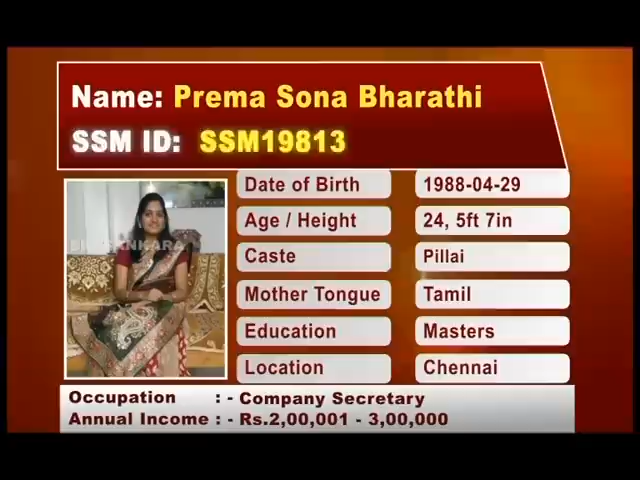 Name: Prema Sona Bharathi
SSM ID: SSM19813
Date of Birth 1988-04-29
Age / Height 24, 5ft 7in
Caste Pillai
Mother Tongue Tamil
Education Masters
Location Chennai
Occupation : - Company Secretary
Annual Income : - Rs.2,00,001 - 3,00,000